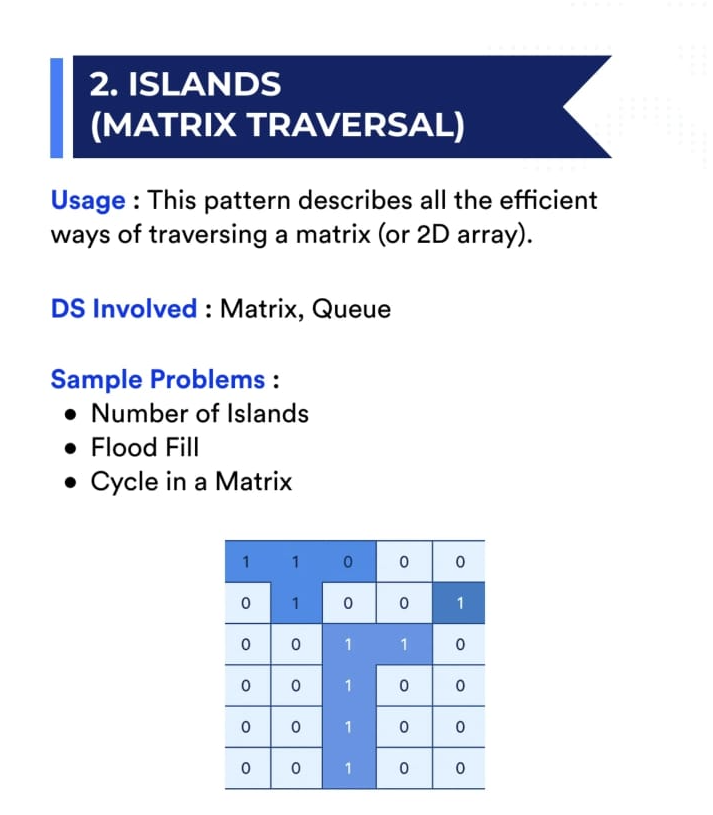 2. ISLANDS
(MATRIX TRAVERSAL)
Usage : This pattern describes all the efficient
ways of traversing a matrix (or 2D array).
DS Involved : Matrix, Queue
Sample Problems :
• Number of Islands
• Flood Fill
• Cycle in a Matrix
1 1 0 0 0
0 1 0 0 1
0 0 1 1 0
0 0 1 0 0
0 0 1 0 0
0 0 1 0 0